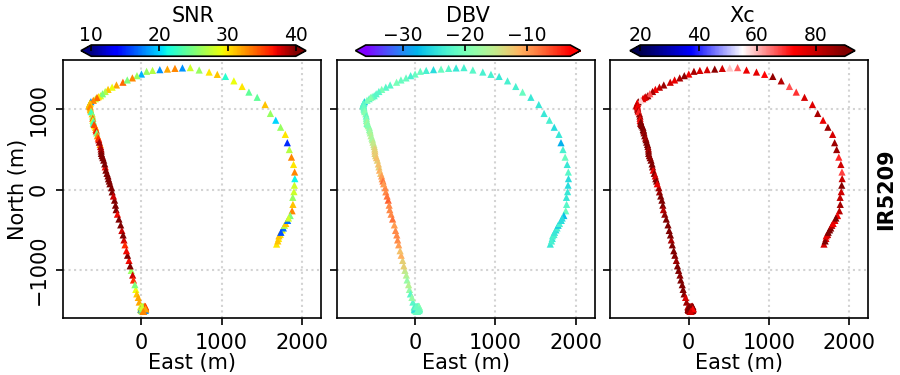 SNR DBV Xc
10 20 30 40 −30 −20 −10 20 40 60 80
North (m)
1000
0
−1000
IR5209
0 1000 2000 0 1000 2000 0 1000 2000
East (m) East (m) East (m)